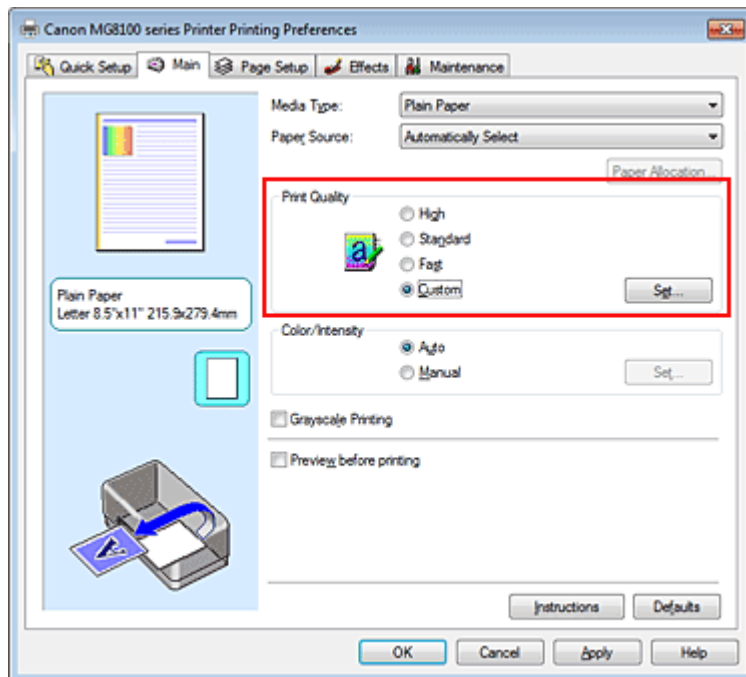 Canon MG8100 series Printer Printing Preferences
Quick Setup Main Page Setup Effects Maintenance
Media Type: Plain Paper
Paper Source: Automatically Select
Paper Allocation...
Print Quality
High
a
Standard
Fast
Custom Set...
Plain Paper
Letter 8.5"x11" 215.9x279.4mm
Color/Intensity
Auto
Manual Set...
Grayscale Printing
Preview before printing
A
Instructions Defaults
OK Cancel Apply Help